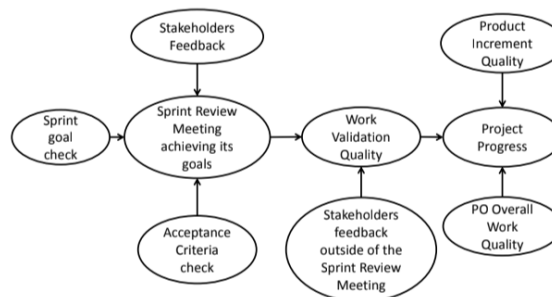 Stakeholders
Feedback
Product
Increment
Quality
Sprint
goal
check
Sprint Review
Meeting
achieving its
goals
Work
Validation
Quality
Project
Progress
Acceptance
Criteria
check
Stakeholders
feedback
outside of the
Sprint Review
Meeting
PO Overall
Work
Quality